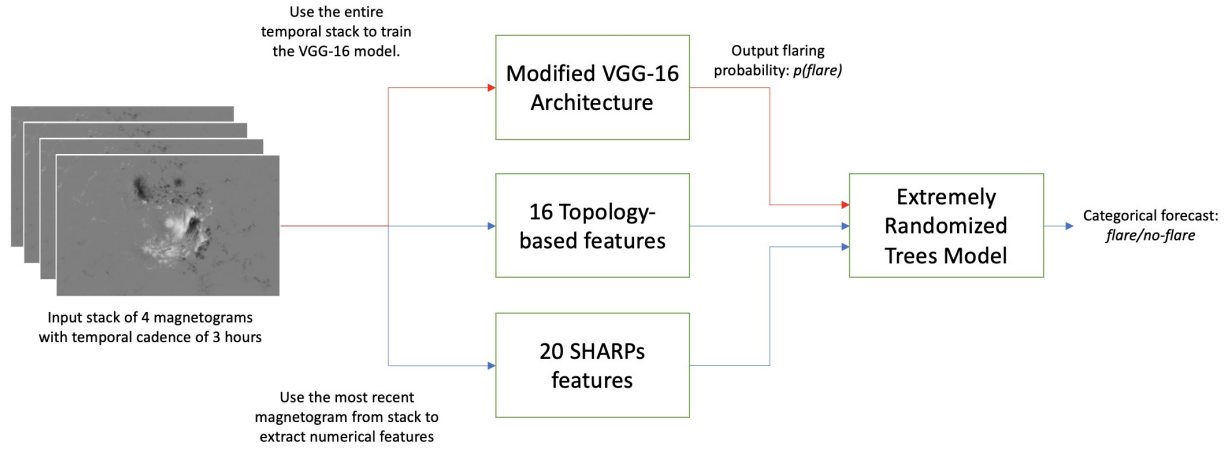 Use the entire
temporal stack to train
the VGG-16 model.
Modified VGG-16
Architecture
Output flaring
probability: p(flare)
16 Topology-
based features
Extremely
Randomized
Trees Model
Categorical forecast:
flare/no-flare
Input stack of 4 magnetograms
with temporal cadence of 3 hours
20 SHARPs
features
Use the most recent
magnetogram from stack to
extract numerical features